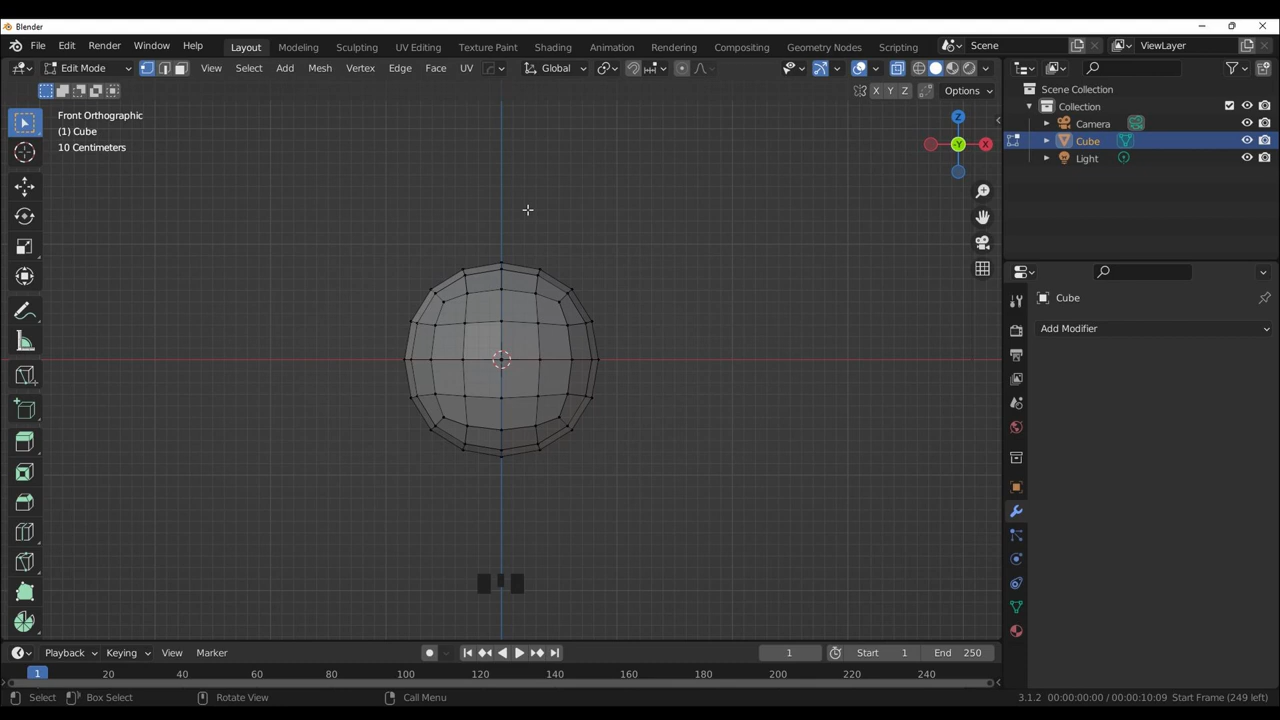 Blender
File Edit Render Window Help Layout Modeling Sculpting UV Editing Texture Paint Shading Animation Rendering Compositing Geometry Nodes Scripting Scene ViewLayer
Edit Mode View Select Add Mesh Vertex Edge Face UV Global
X Y Z Options
Front Orthographic
(1) Cube
10 Centimeters
Z
-Y
X
Scene Collection
Collection
Camera
Cube
Light
Cube
Add Modifier
Playback Keying View Marker 1 Start 1 End 250
1 20 40 60 80 100 120 140 160 180 200 220 240
Select Box Select Rotate View Call Menu 3.1.2 00:00:00:00 / 00:00:10:09 Start Frame (249 left)